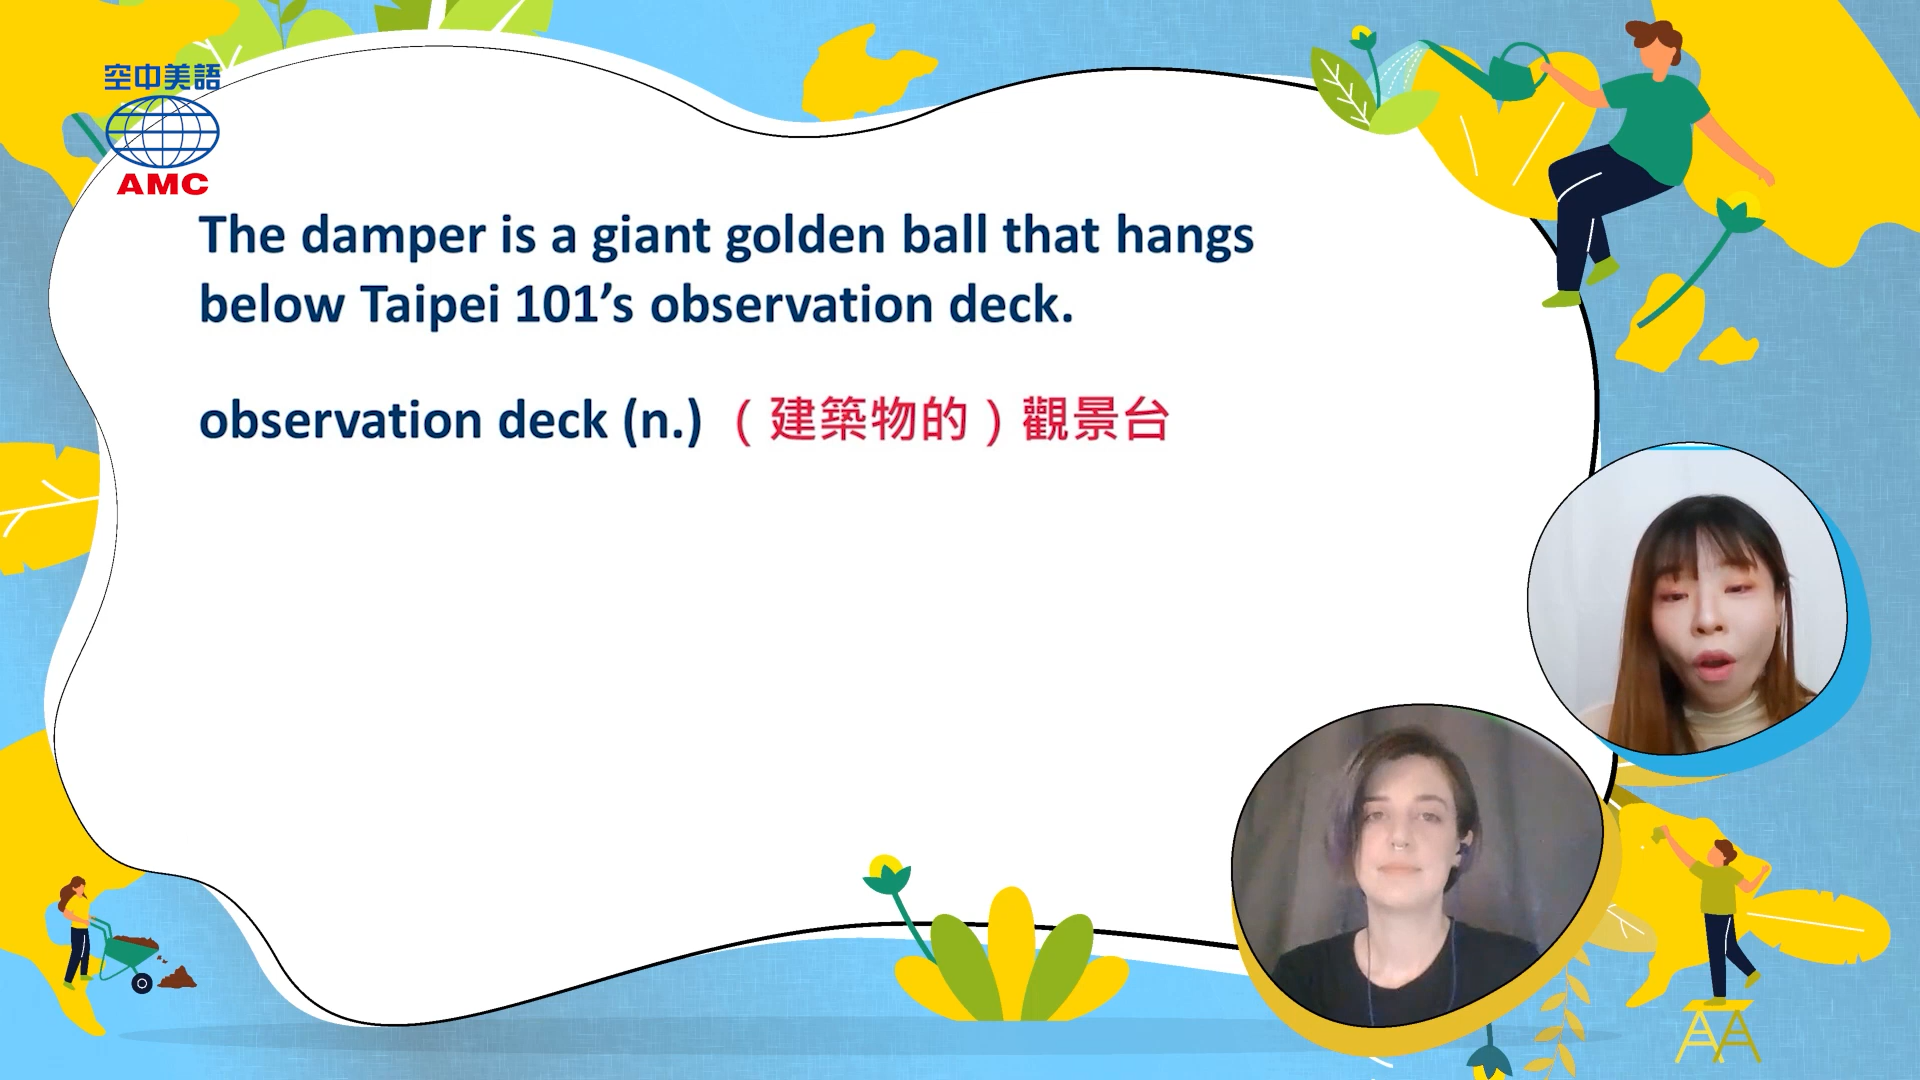 空中美語
AMC
The damper is a giant golden ball that hangs
below Taipei 101’s observation deck.
observation deck (n.)（建築物的）觀景台